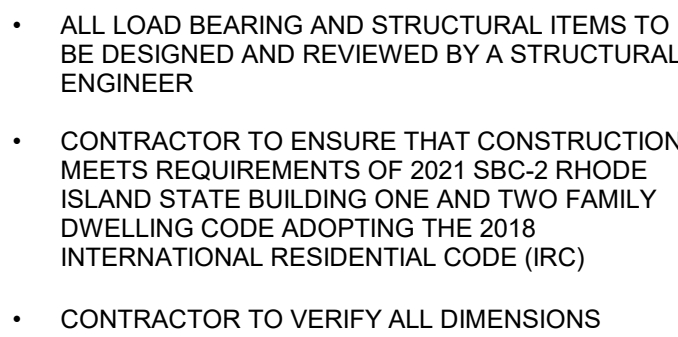 • ALL LOAD BEARING AND STRUCTURAL ITEMS TO
BE DESIGNED AND REVIEWED BY A STRUCTURAL
ENGINEER
• CONTRACTOR TO ENSURE THAT CONSTRUCTION
MEETS REQUIREMENTS OF 2021 SBC-2 RHODE
ISLAND STATE BUILDING ONE AND TWO FAMILY
DWELLING CODE ADOPTING THE 2018
INTERNATIONAL RESIDENTIAL CODE (IRC)
• CONTRACTOR TO VERIFY ALL DIMENSIONS